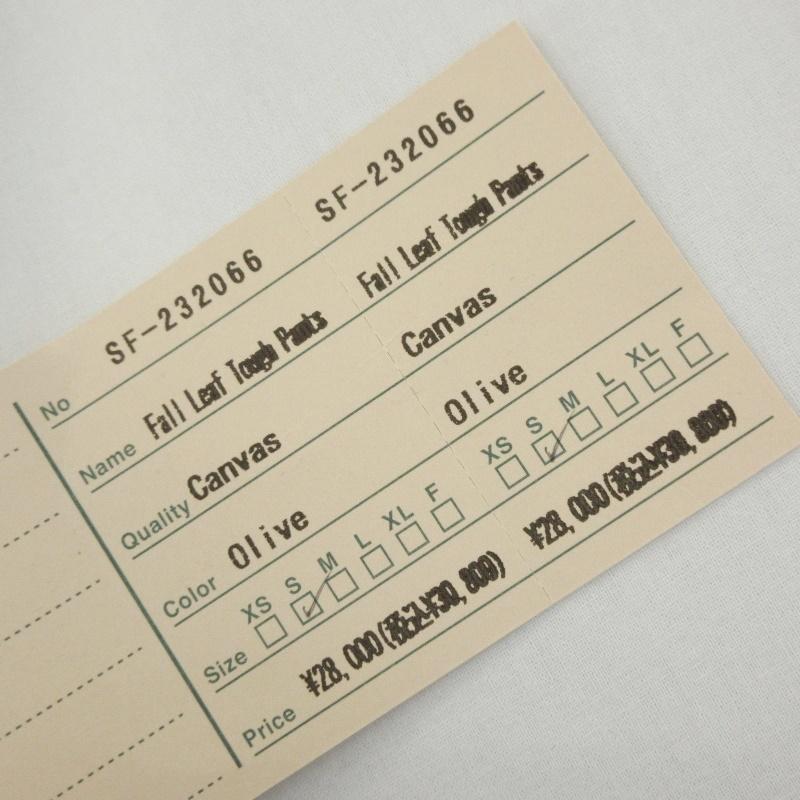 No SF-232066 SF-232066
Name Fall Leaf Tough Pants Fall Leaf Tough Pants
Quality Canvas Canvas
Color Olive Olive
Size XS S M L XL F XS S M L XL F
Price ¥28,000(税込¥30,800) ¥28,000(税込¥30,800)